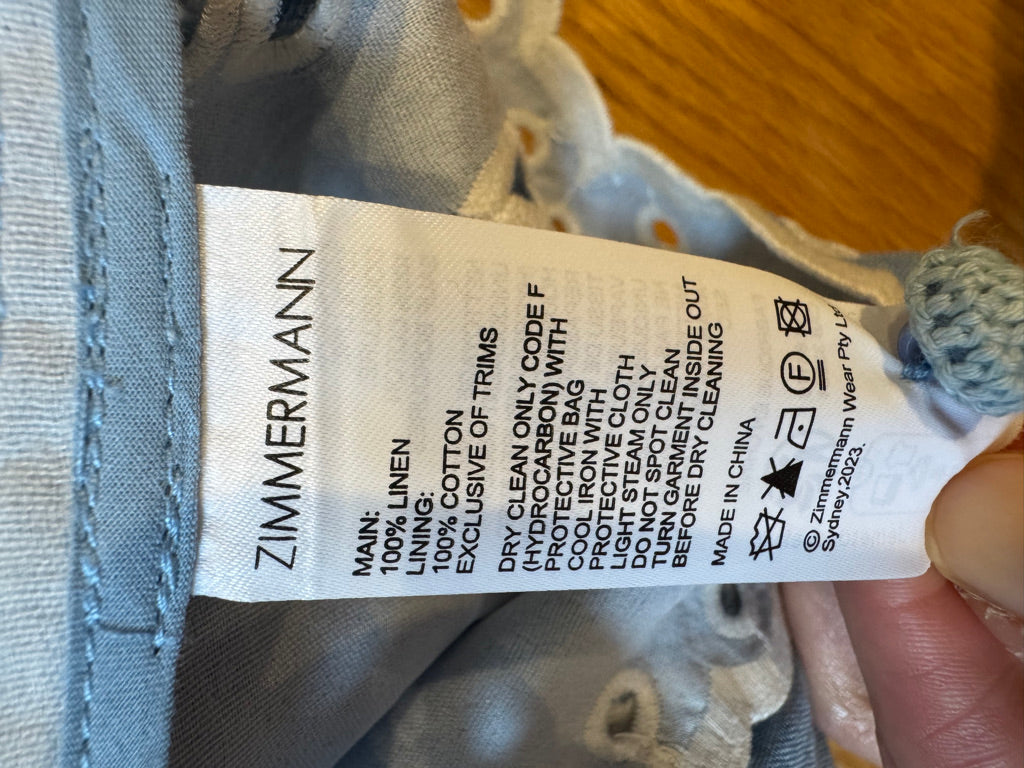 ZIMMERMANN
MAIN:
100% LINEN
LINING:
100% COTTON
EXCLUSIVE OF TRIMS
DRY CLEAN ONLY CODE F
(HYDROCARBON) WITH
PROTECTIVE BAG
COOL IRON WITH
PROTECTIVE CLOTH
LIGHT STEAM ONLY
DO NOT SPOT CLEAN
TURN GARMENT INSIDE OUT
BEFORE DRY CLEANING
MADE IN CHINA
F
© Zimmermann Wear Pty Ltd
Sydney.2023.